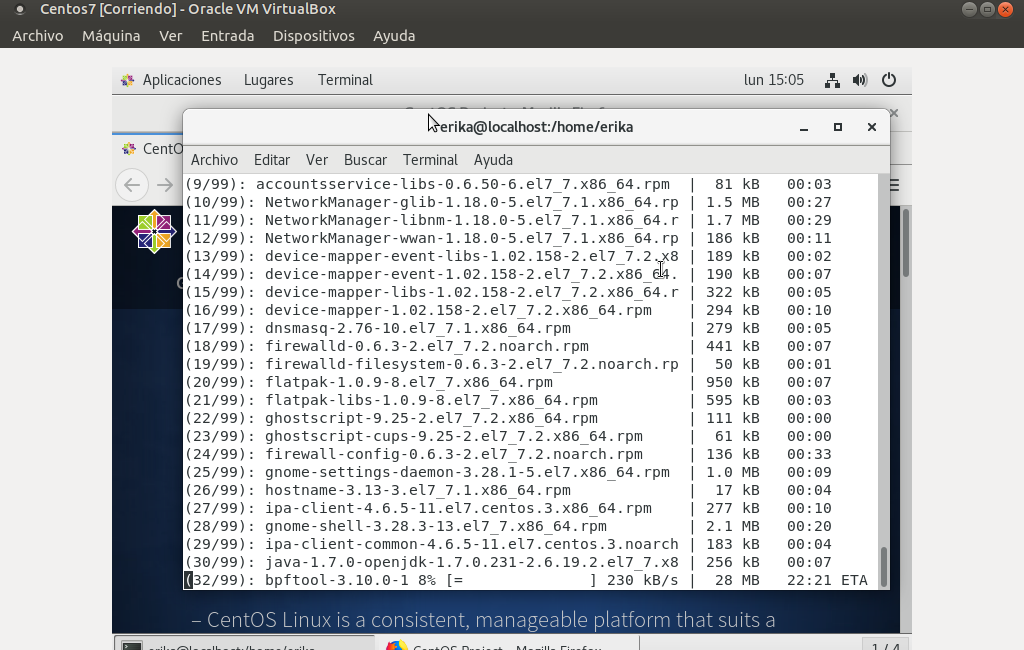 Centos7 [Corriendo] - Oracle VM VirtualBox
Archivo Máquina Ver Entrada Dispositivos Ayuda
Aplicaciones Lugares Terminal lun 15:05
erika@localhost:/home/erika
CentO
Archivo Editar Ver Buscar Terminal Ayuda
(9/99): accountsservice-libs-0.6.50-6.el7_7.x86_64.rpm | 81 kB 00:03
(10/99): NetworkManager-glib-1.18.0-5.el7_7.1.x86_64.rp | 1.5 MB 00:27
(11/99): NetworkManager-libnm-1.18.0-5.el7_7.1.x86_64.r | 1.7 MB 00:29
(12/99): NetworkManager-wwan-1.18.0-5.el7_7.1.x86_64.rp | 186 kB 00:11
(13/99): device-mapper-event-libs-1.02.158-2.el7_7.2.x8 | 189 kB 00:02
(14/99): device-mapper-event-1.02.158-2.el7_7.2.x86_64. | 190 kB 00:07
(15/99): device-mapper-libs-1.02.158-2.el7_7.2.x86_64.r | 322 kB 00:05
(16/99): device-mapper-1.02.158-2.el7_7.2.x86_64.rpm | 294 kB 00:10
(17/99): dnsmasq-2.76-10.el7_7.1.x86_64.rpm | 279 kB 00:05
(18/99): firewalld-0.6.3-2.el7_7.2.noarch.rpm | 441 kB 00:07
(19/99): firewalld-filesystem-0.6.3-2.el7_7.2.noarch.rp | 50 kB 00:01
(20/99): flatpak-1.0.9-8.el7_7.x86_64.rpm | 950 kB 00:07
(21/99): flatpak-libs-1.0.9-8.el7_7.x86_64.rpm | 595 kB 00:03
(22/99): ghostscript-9.25-2.el7_7.2.x86_64.rpm | 111 kB 00:00
(23/99): ghostscript-cups-9.25-2.el7_7.2.x86_64.rpm | 61 kB 00:00
(24/99): firewall-config-0.6.3-2.el7_7.2.noarch.rpm | 136 kB 00:33
(25/99): gnome-settings-daemon-3.28.1-5.el7_7.x86_64.rpm | 1.0 MB 00:09
(26/99): hostname-3.13-3.el7_7.1.x86_64.rpm | 17 kB 00:04
(27/99): ipa-client-4.6.5-11.el7.centos.3.x86_64.rpm | 277 kB 00:10
(28/99): gnome-shell-3.28.3-13.el7_7.x86_64.rpm | 2.1 MB 00:20
(29/99): ipa-client-common-4.6.5-11.el7.centos.3.noarch | 183 kB 00:04
(30/99): java-1.7.0-openjdk-1.7.0.231-2.6.19.2.el7_7.x8 | 256 kB 00:07
(32/99): bpftool-3.10.0-1 8% [= ] 230 kB/s | 28 MB 22:21 ETA
– CentOS Linux is a consistent, manageable platform that suits a
erika@localhost:/home/erika CentOS Project - Mozilla Firefox 1 / 4